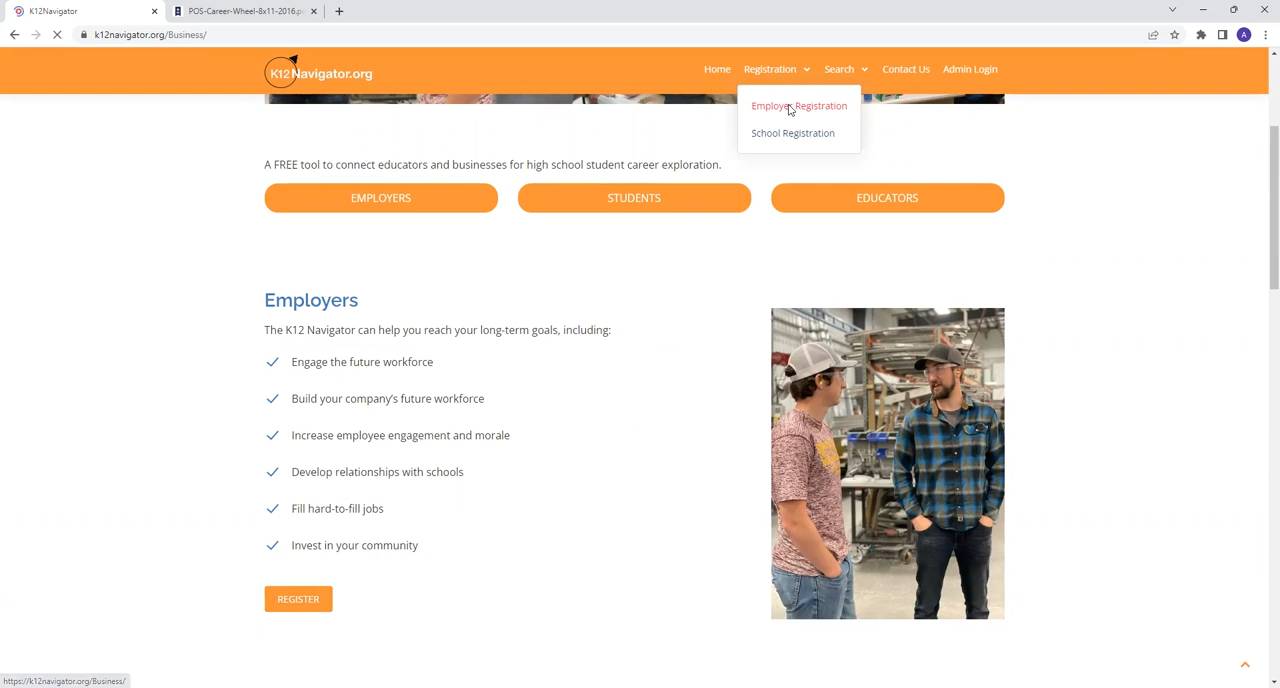 K12Navigator
POS-Career-Wheel-8x11-2016.p
k12navigator.org/Business/
A
K12 Navigator.org
Home Registration Search Contact Us Admin Login
Employer Registration
School Registration
A FREE tool to connect educators and businesses for high school student career exploration.
EMPLOYERS STUDENTS EDUCATORS
Employers
The K12 Navigator can help you reach your long-term goals, including:
Engage the future workforce
Build your company's future workforce
Increase employee engagement and morale
Develop relationships with schools
Fill hard-to-fill jobs
Invest in your community
REGISTER
https://k12navigator.org/Business/